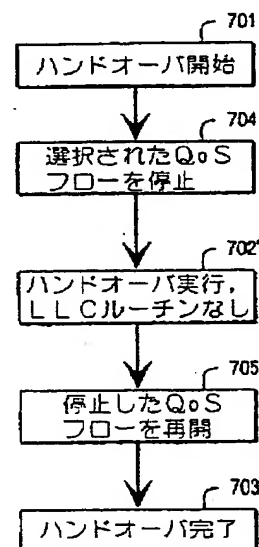 701
ハンドオーバ開始
704
選択されたQoS
フローを停止
702'
ハンドオーバ実行,
LLCルーチンなし
705
停止したQoS
フローを再開
703
ハンドオーバ完了